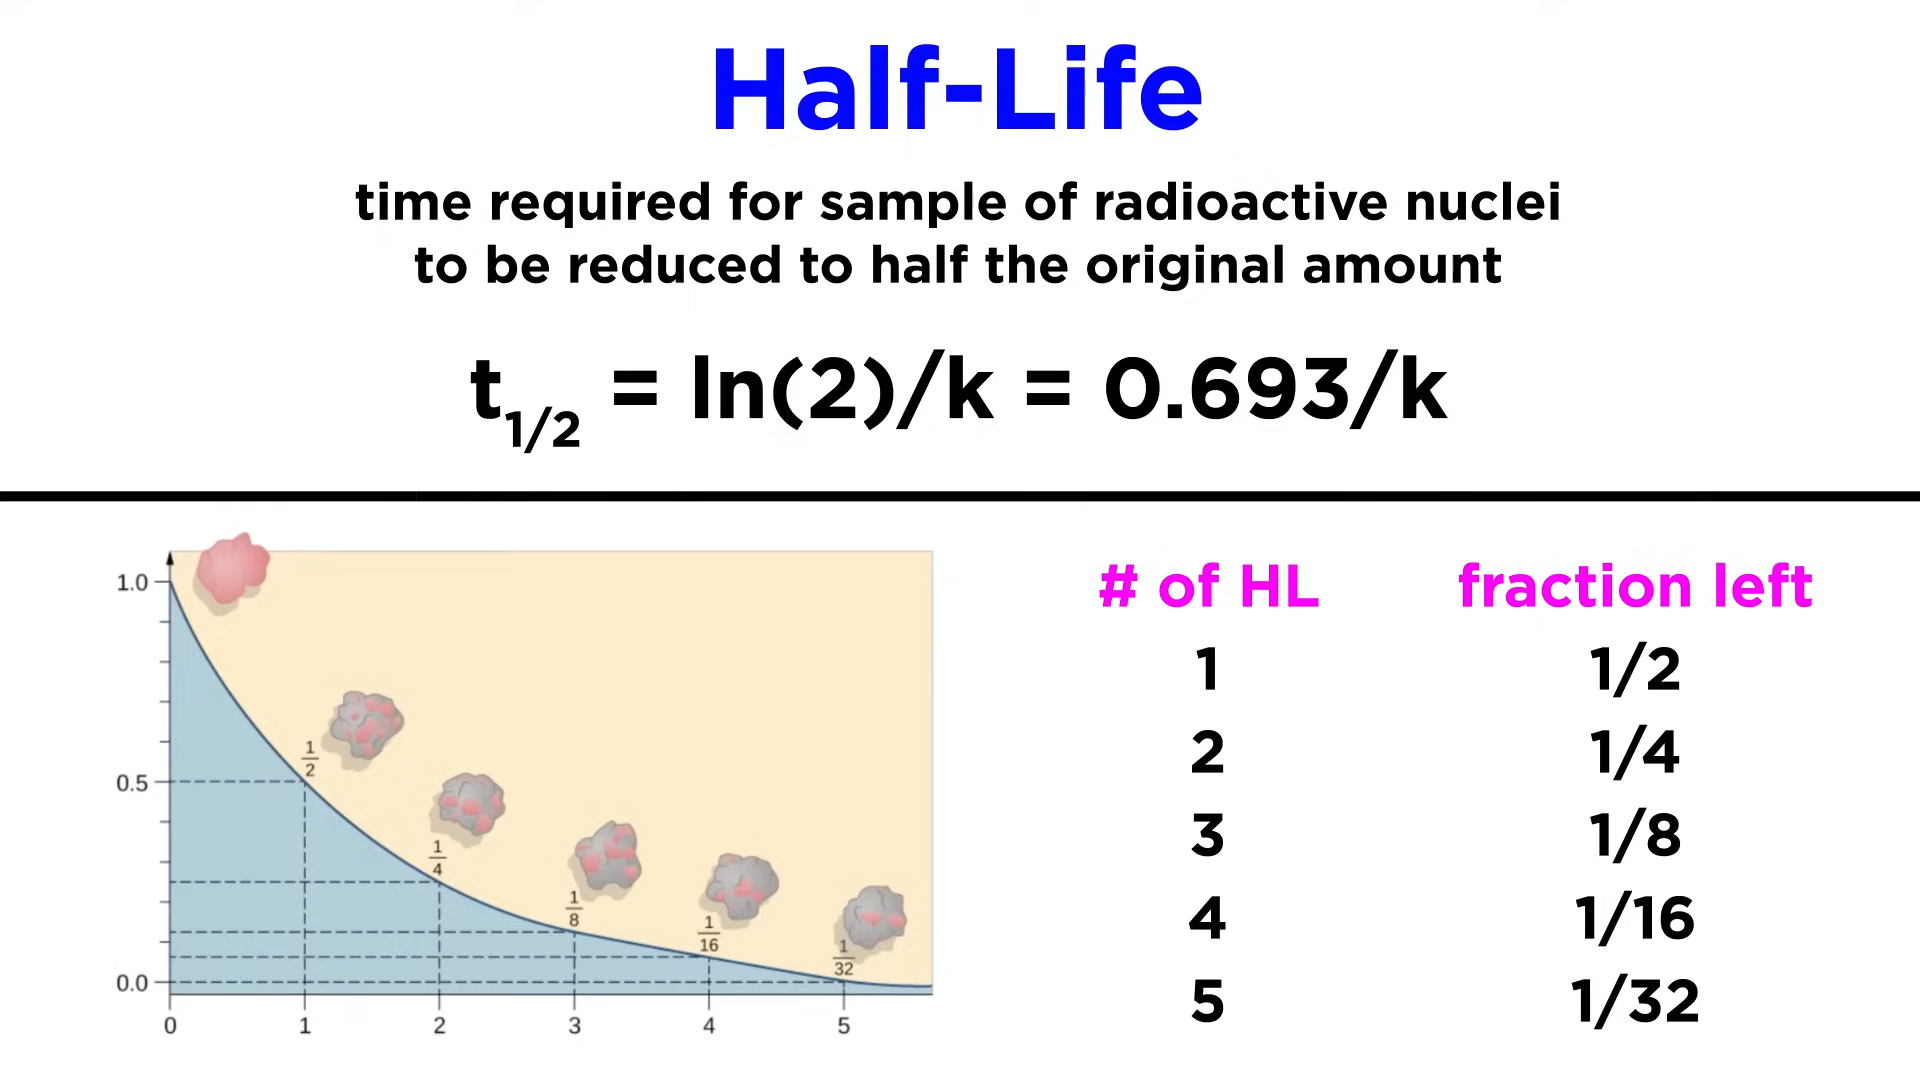 Half-Life
time required for sample of radioactive nuclei
to be reduced to half the original amount
t1/2 = ln(2)/k = 0.693/k
1.0
0.5
0.0
1/2
1/4
1/8
1/16
1/32
0 1 2 3 4 5
# of HL fraction left
1 1/2
2 1/4
3 1/8
4 1/16
5 1/32